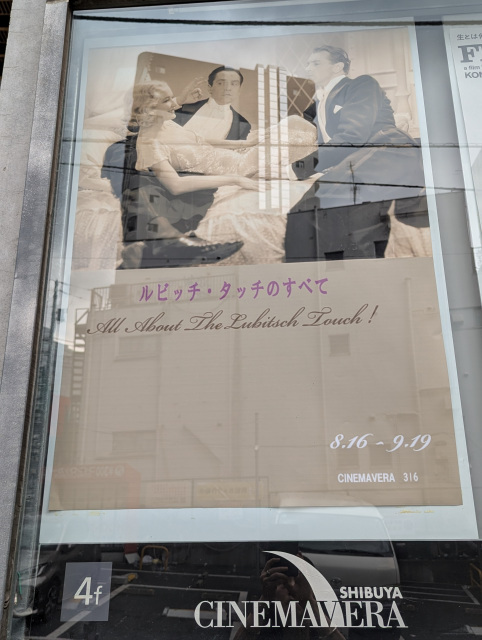 ルビッチ・タッチのすべて
All About The Lubitsch Touch!
8.16 - 9.19
CINEMAVERA 316
4f
SHIBUYA
CINEMAVERA